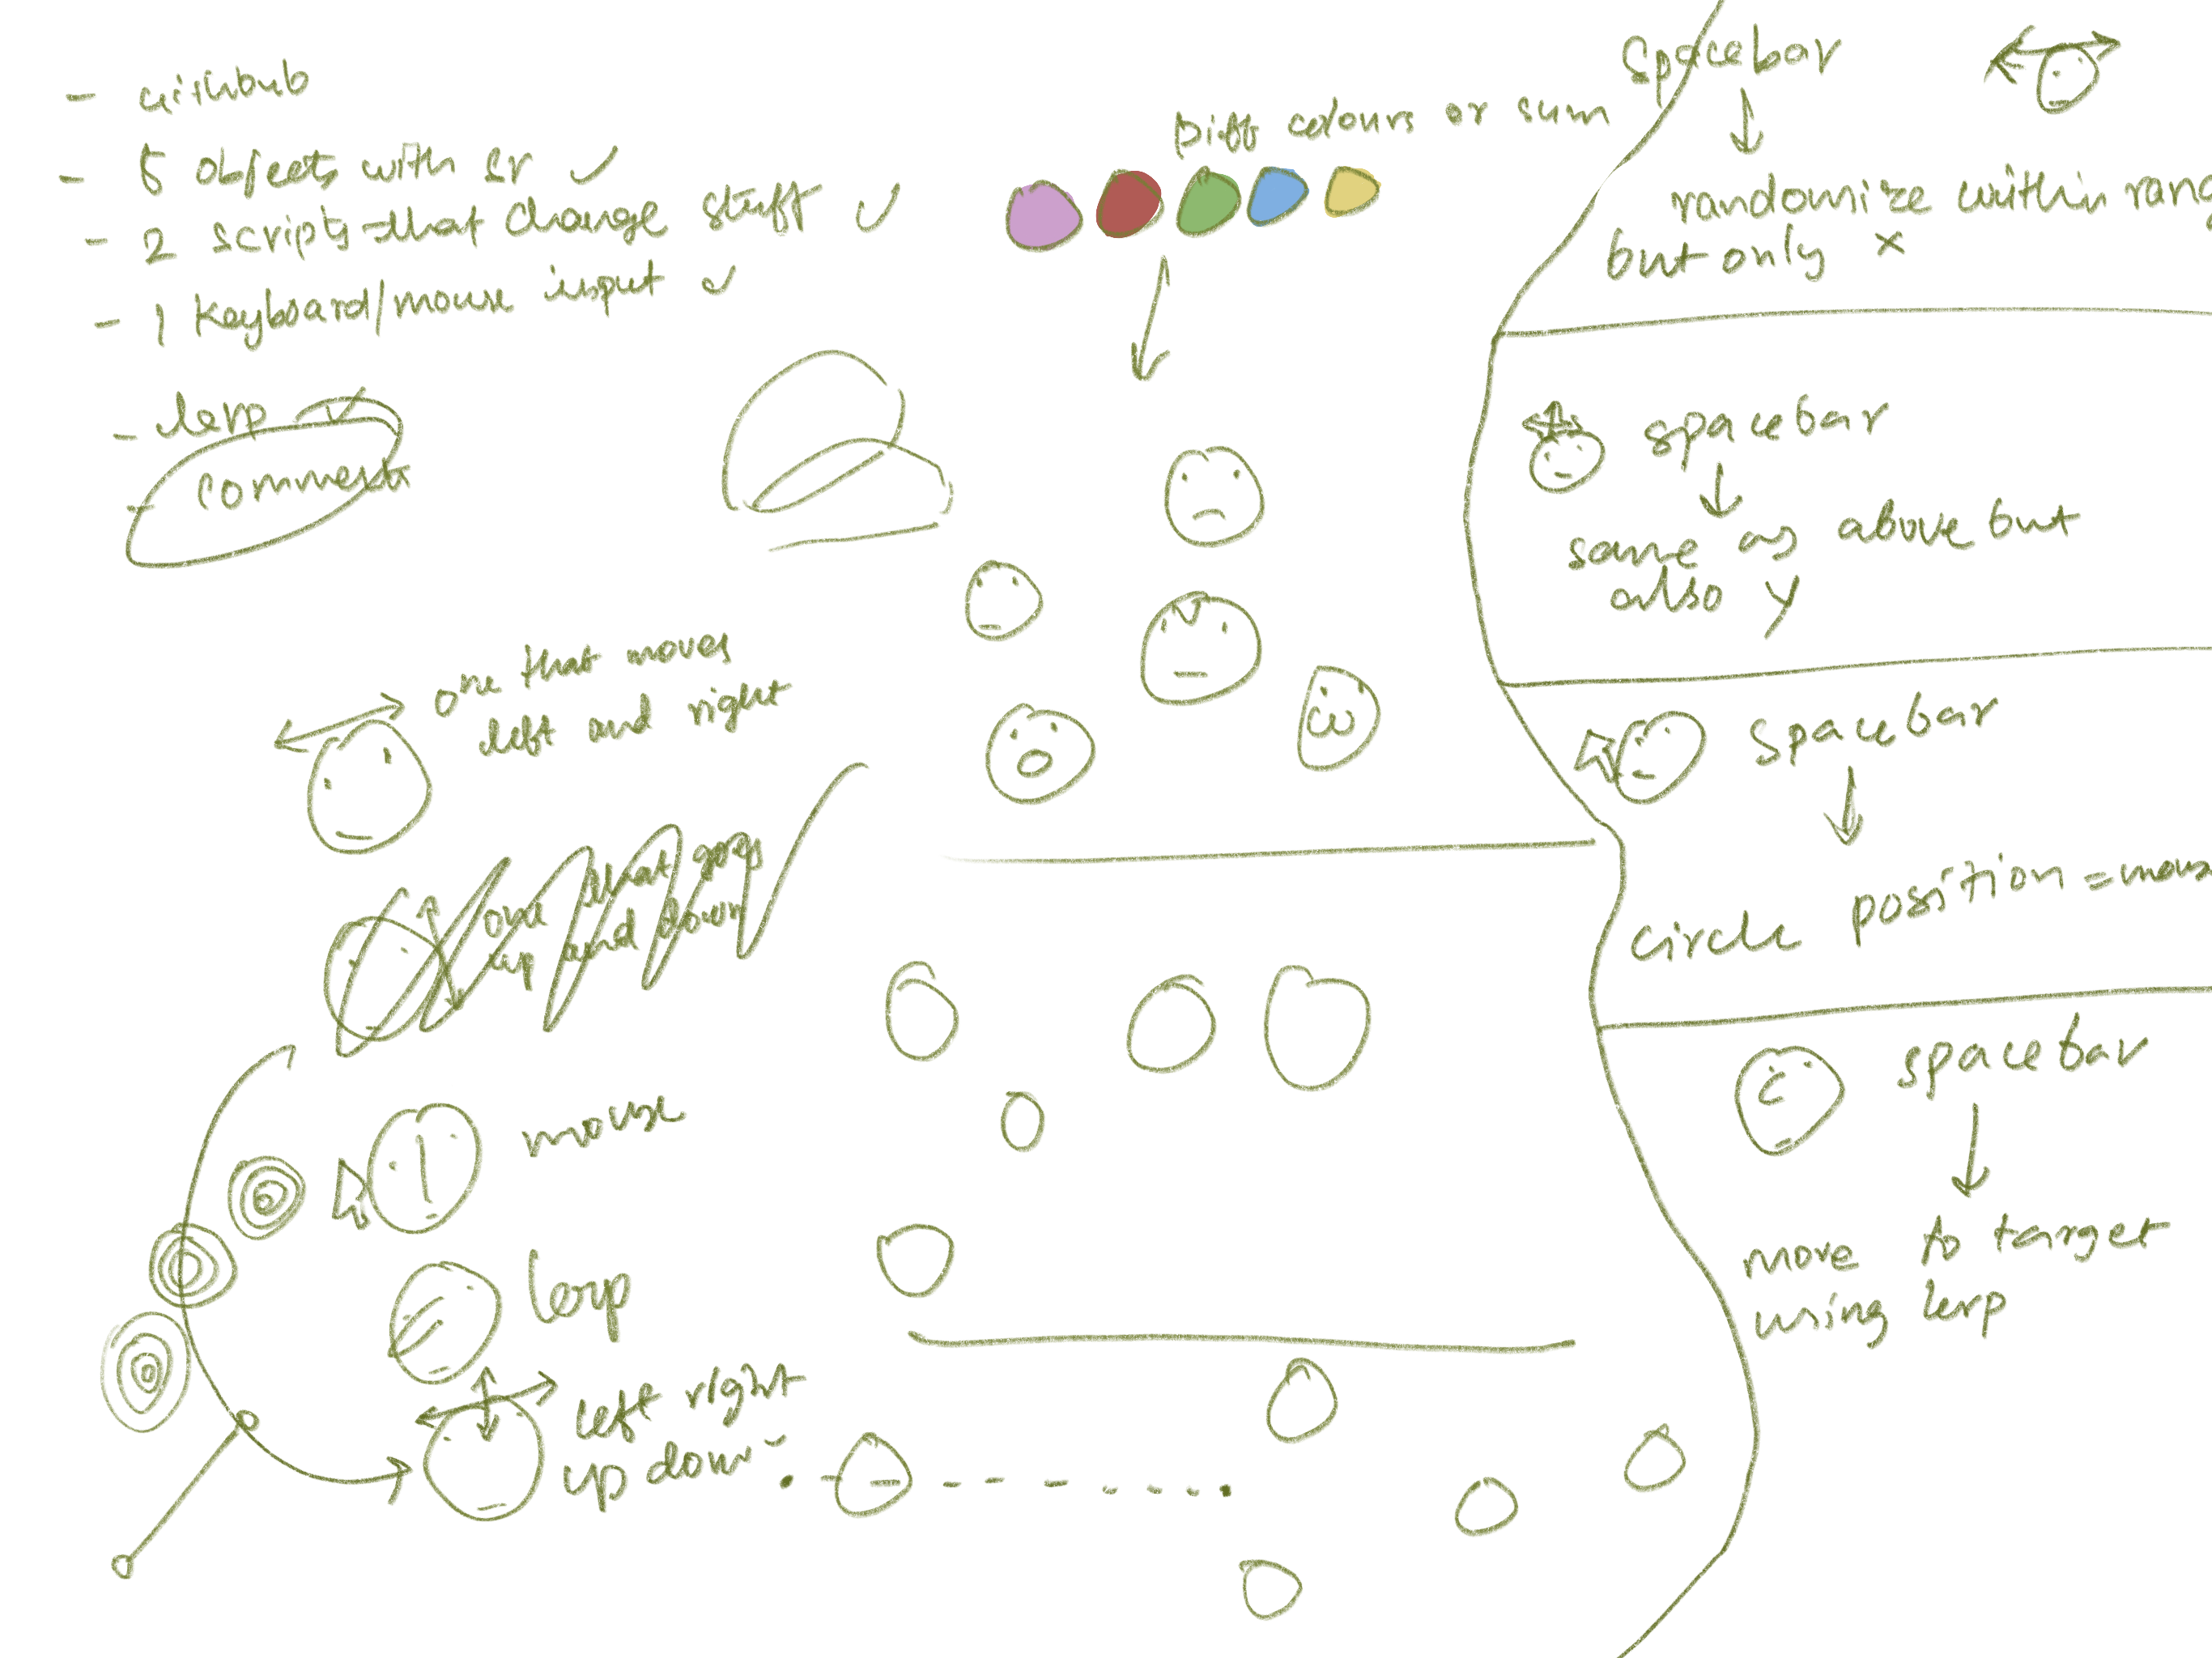 - github
- 5 objects with sr ✓
- 2 scripts that change stuff ✓
- 1 keyboard/mouse input ✓
- lerp ✓
- comments
Diff colours or sum
one that moves
left and right
one that goes
up and down
mouse
lerp
left right
up down
Spacebar
randomize within rang
but only x
spacebar
same as above but
also y
spacebar
circle position = mous
spacebar
move to target
using lerp